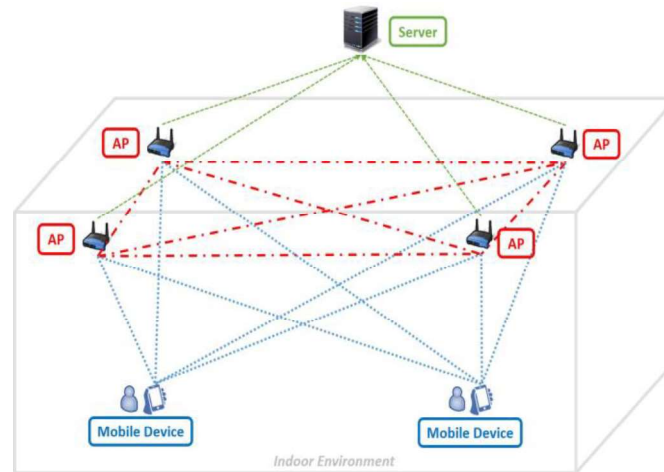 Server
AP
AP
AP
AP
Mobile Device
Mobile Device
Indoor Environment